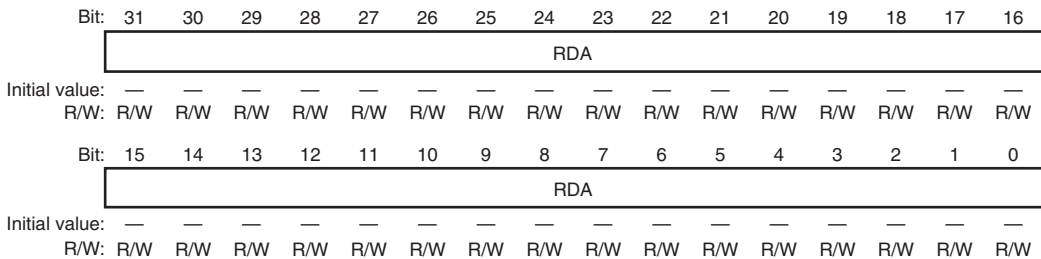 Bit: 31 30 29 28 27 26 25 24 23 22 21 20 19 18 17 16
RDA
Initial value: — — — — — — — — — — — — — — — —
R/W: R/W R/W R/W R/W R/W R/W R/W R/W R/W R/W R/W R/W R/W R/W R/W R/W
Bit: 15 14 13 12 11 10 9 8 7 6 5 4 3 2 1 0
RDA
Initial value: — — — — — — — — — — — — — — — —
R/W: R/W R/W R/W R/W R/W R/W R/W R/W R/W R/W R/W R/W R/W R/W R/W R/W